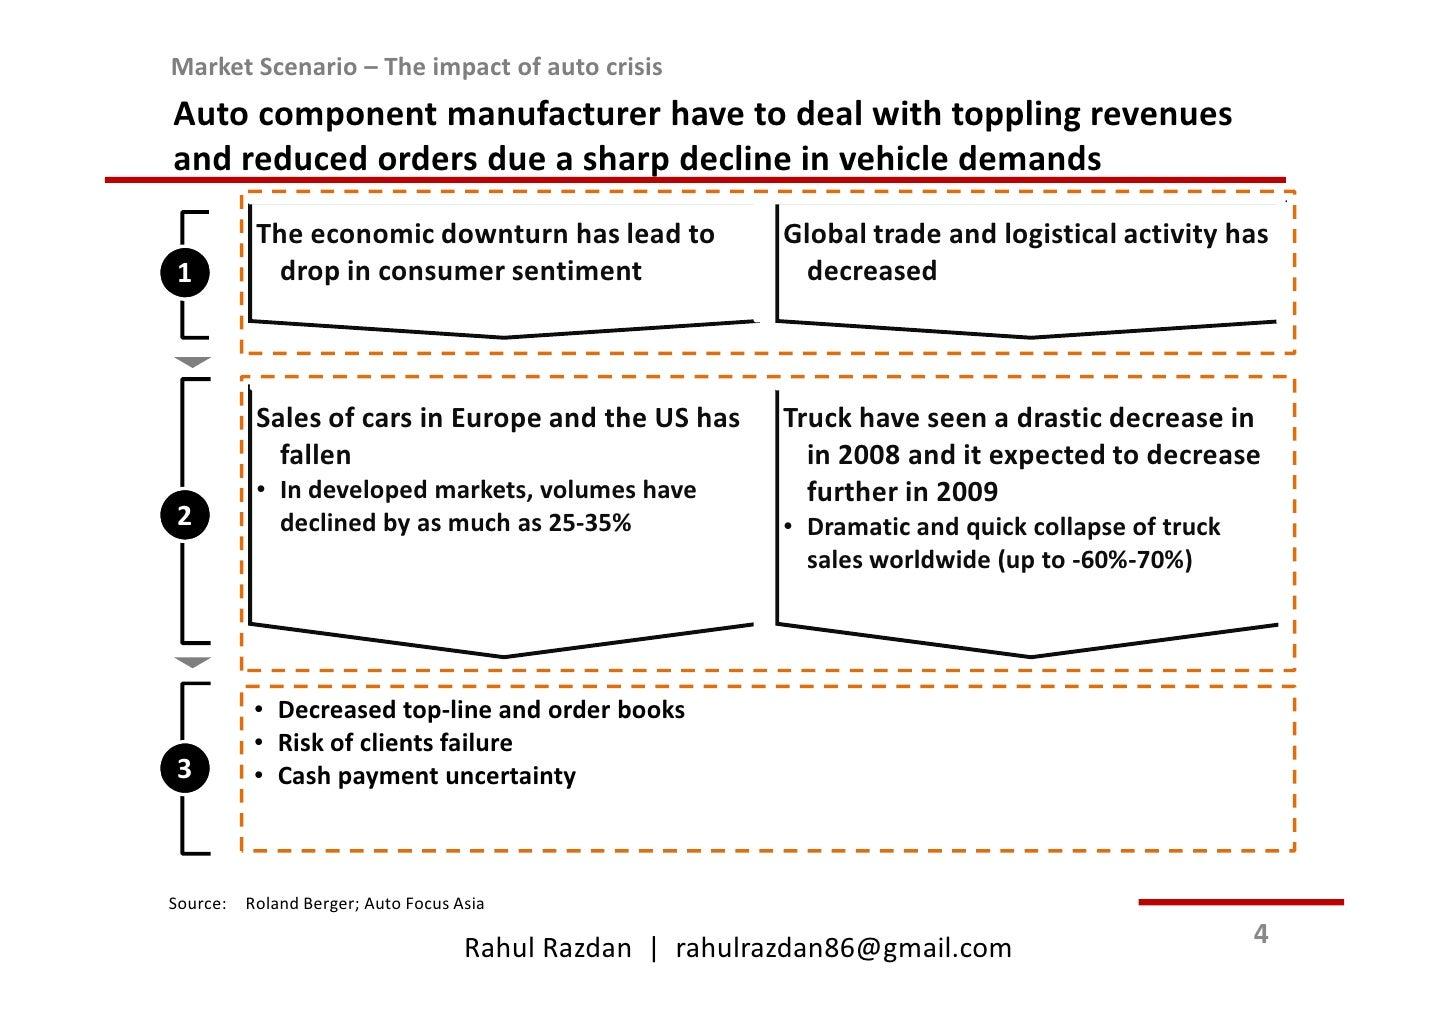 Market Scenario – The impact of auto crisis
Auto component manufacturer have to deal with toppling revenues
and reduced orders due a sharp decline in vehicle demands
1
The economic downturn has lead to
drop in consumer sentiment
Global trade and logistical activity has
decreased
2
Sales of cars in Europe and the US has
fallen
• In developed markets, volumes have
declined by as much as 25-35%
Truck have seen a drastic decrease in
in 2008 and it expected to decrease
further in 2009
• Dramatic and quick collapse of truck
sales worldwide (up to -60%-70%)
3
• Decreased top-line and order books
• Risk of clients failure
• Cash payment uncertainty
Source: Roland Berger; Auto Focus Asia
4
Rahul Razdan | rahulrazdan86@gmail.com